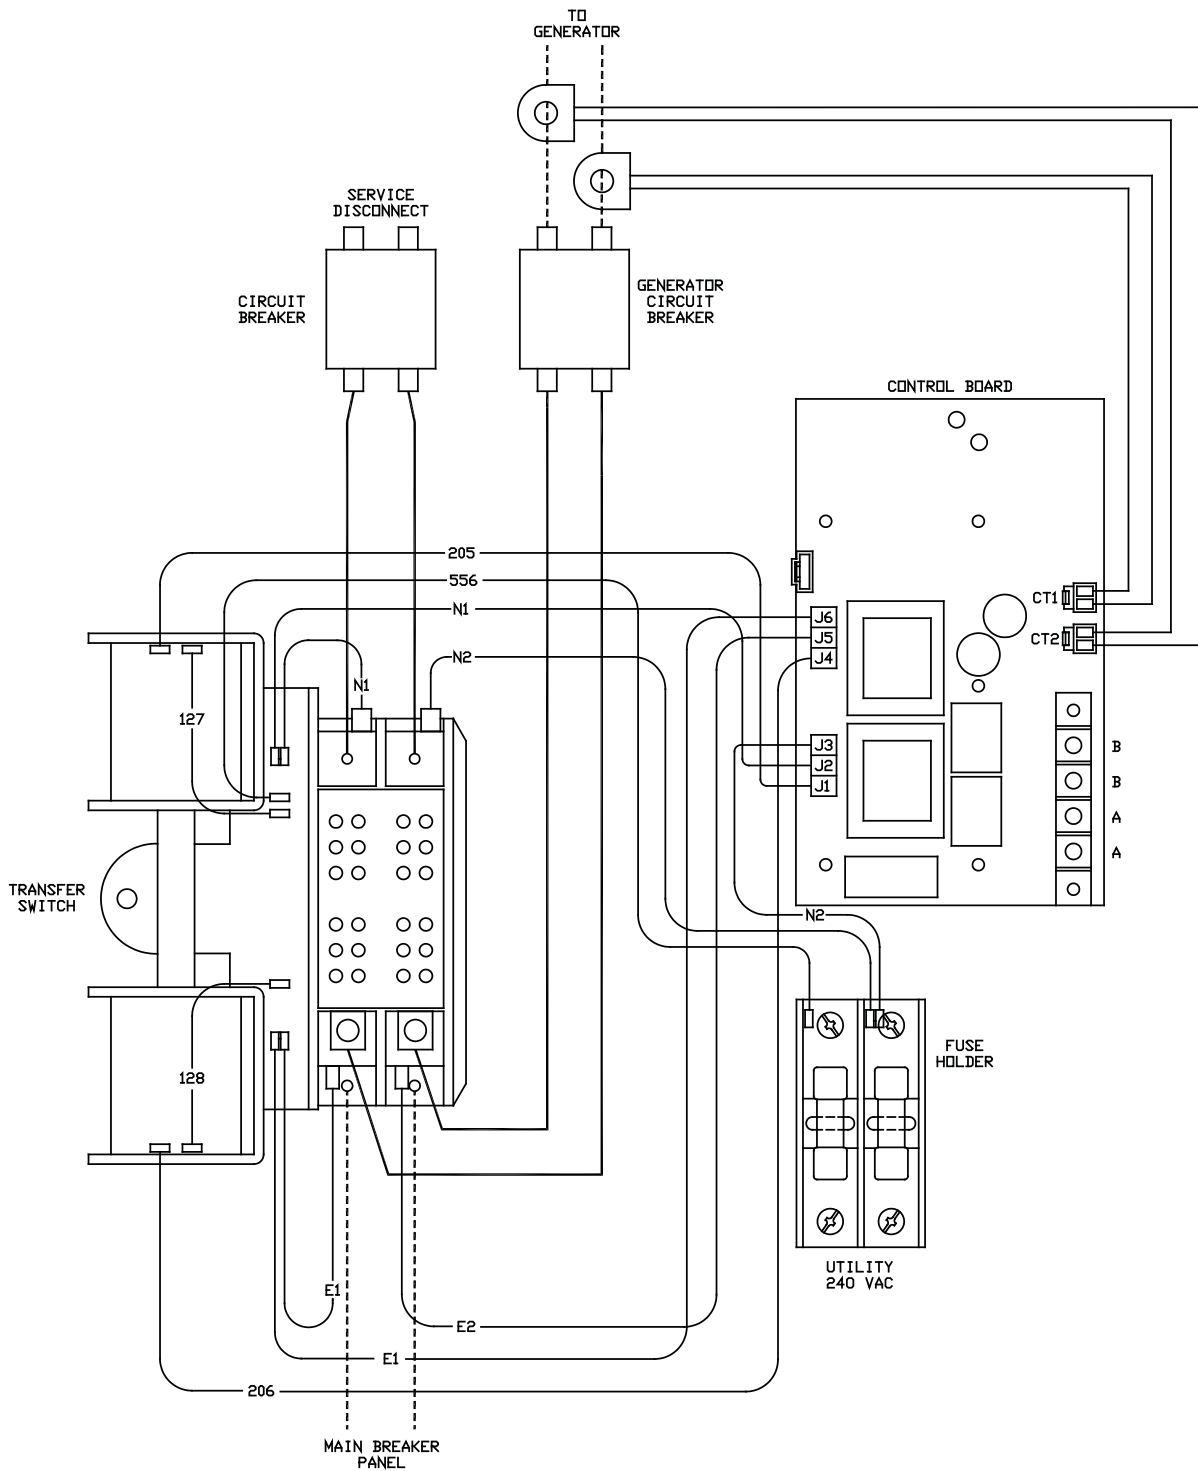 TO
GENERATOR
SERVICE
DISCONNECT
CIRCUIT
BREAKER
GENERATOR
CIRCUIT
BREAKER
CONTROL BOARD
205
556
N1
N2
N1
CT1
CT2
J6
J5
J4
127
J3
J2
J1
B
B
A
A
TRANSFER
SWITCH
N2
FUSE
HOLDER
128
UTILITY
240 VAC
E1
E2
E1
206
MAIN BREAKER
PANEL